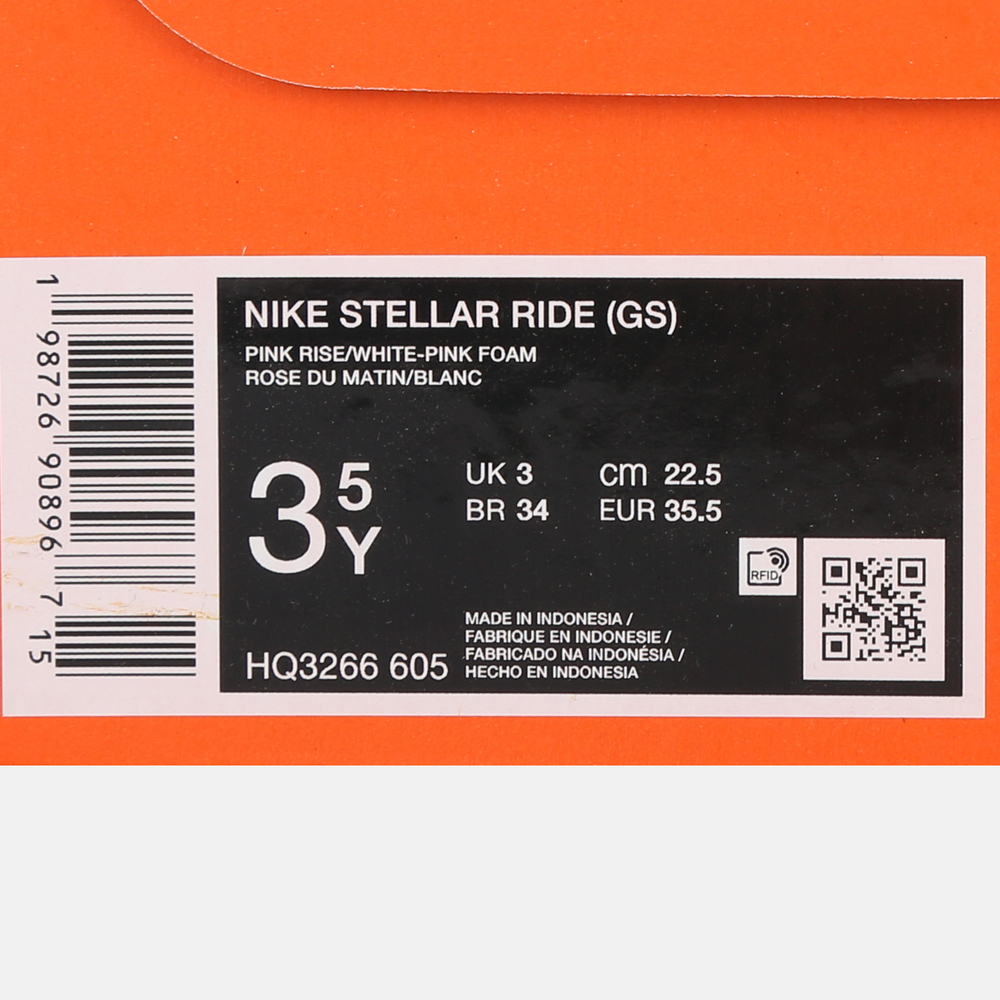 NIKE STELLAR RIDE (GS)
PINK RISE/WHITE-PINK FOAM
ROSE DU MATIN/BLANC
3 5 Y
UK 3 cm 22.5
BR 34 EUR 35.5
RFID
MADE IN INDONESIA /
FABRIQUE EN INDONESIE /
FABRICADO NA INDONÉSIA /
HECHO EN INDONESIA
HQ3266 605
1 98726 90896 7 15